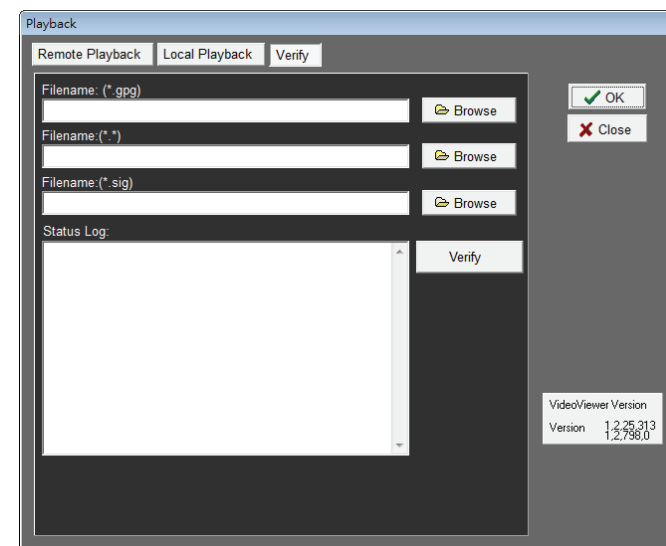 Playback
Remote Playback
Local Playback
Verify
Filename: (*.gpg)
Browse
OK
Close
Filename:(*.*)
Browse
Filename:(*.sig)
Browse
Status Log:
Verify
VideoViewer Version
Version 1,2,25,313
1,2,798,0